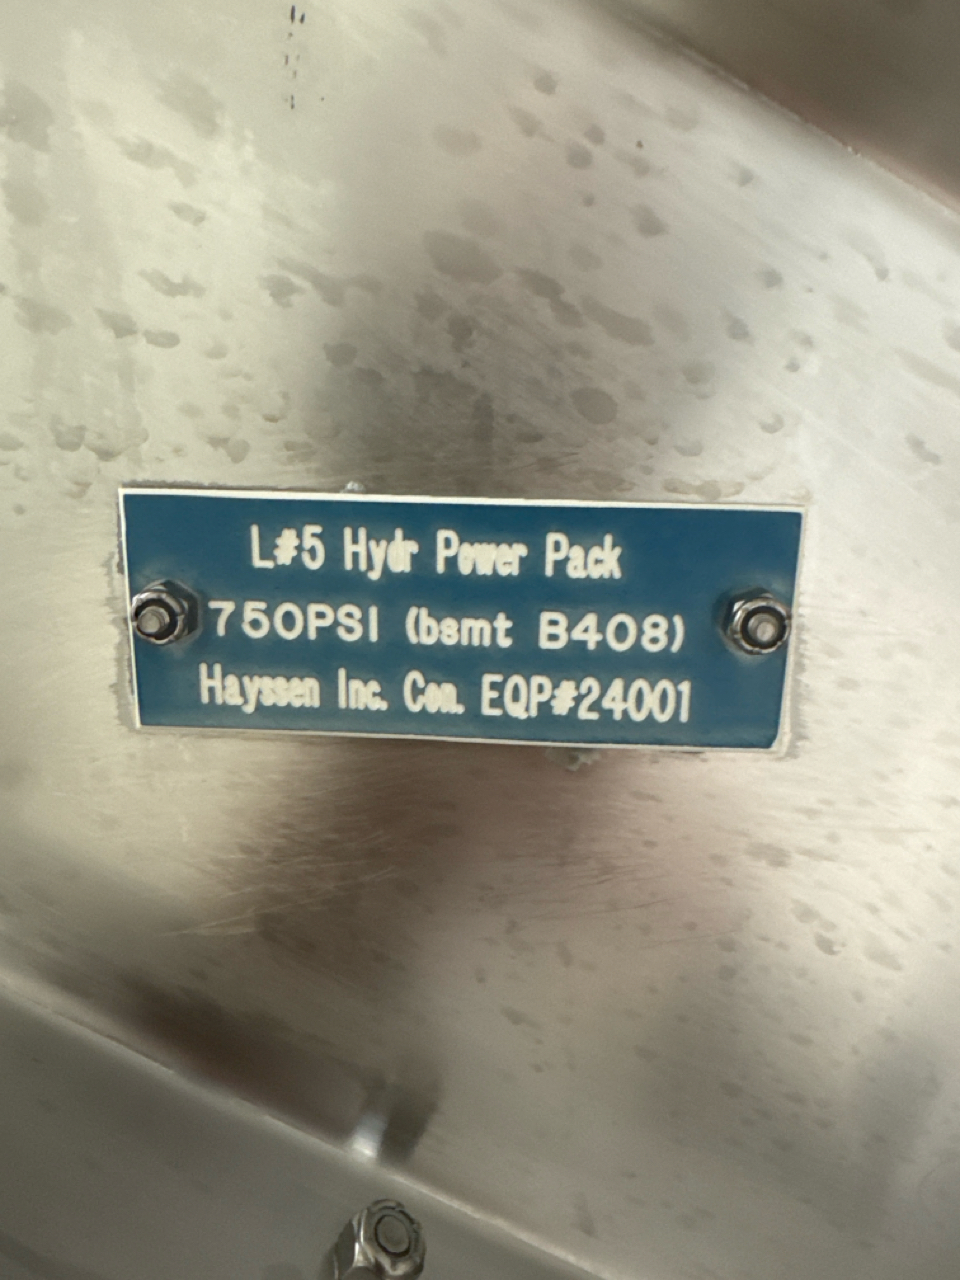 L#5 Hydr Power Pack
750PSI (bsmt B408)
Hayssen Inc. Con. EQP#24001